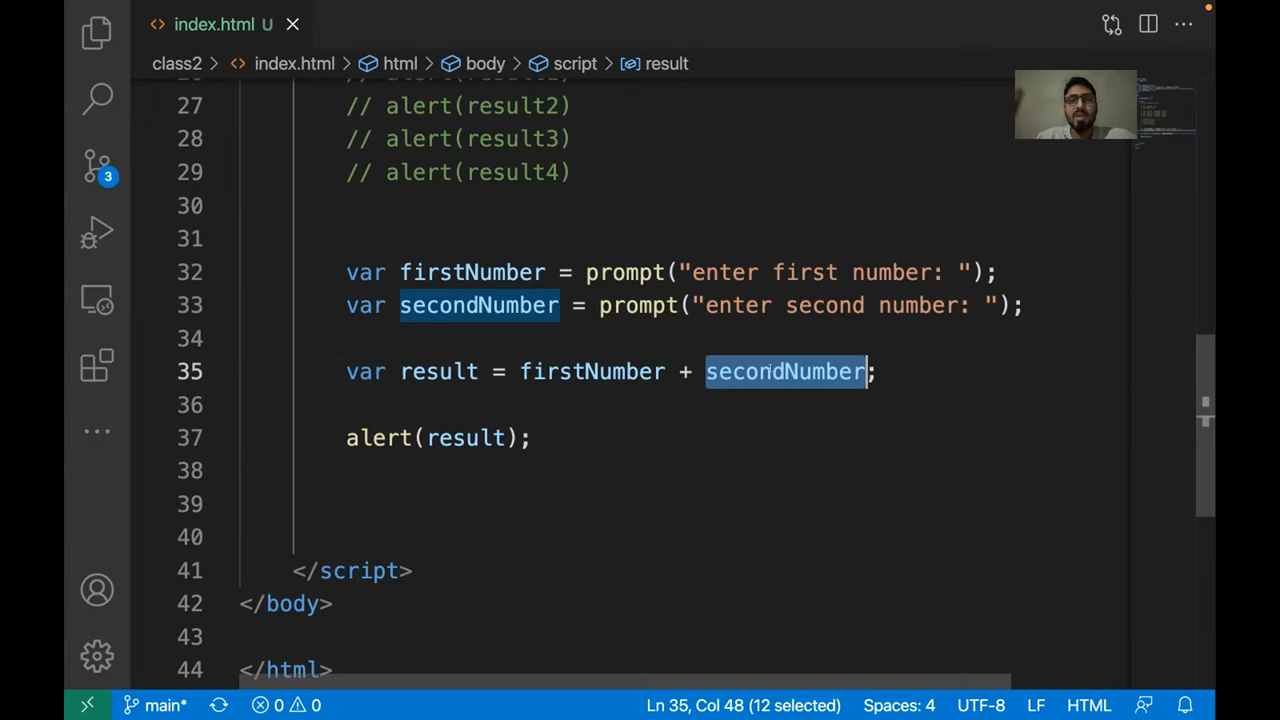 index.html U
class2 > index.html > html > body > script > result
27 // alert(result2)
28 // alert(result3)
29 // alert(result4)
30
31
32 var firstNumber = prompt("enter first number: ");
33 var secondNumber = prompt("enter second number: ");
34
35 var result = firstNumber + secondNumber;
36
37 alert(result);
38
39
40
41 </script>
42 </body>
43
44 </html>
3
main* 0 0 Ln 35, Col 48 (12 selected) Spaces: 4 UTF-8 LF HTML